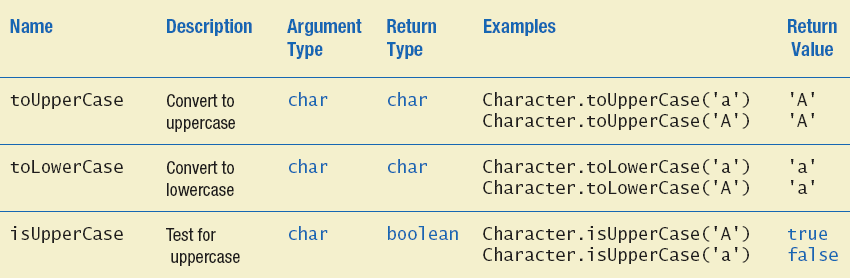 Name Description Argument Type Return Type Examples Return Value
toUpperCase Convert to uppercase char char Character.toUpperCase('a') 'A'
Character.toUpperCase('A') 'A'
toLowerCase Convert to lowercase char char Character.toLowerCase('a') 'a'
Character.toLowerCase('A') 'a'
isUpperCase Test for uppercase char boolean Character.isUpperCase('A') true
Character.isUpperCase('a') false